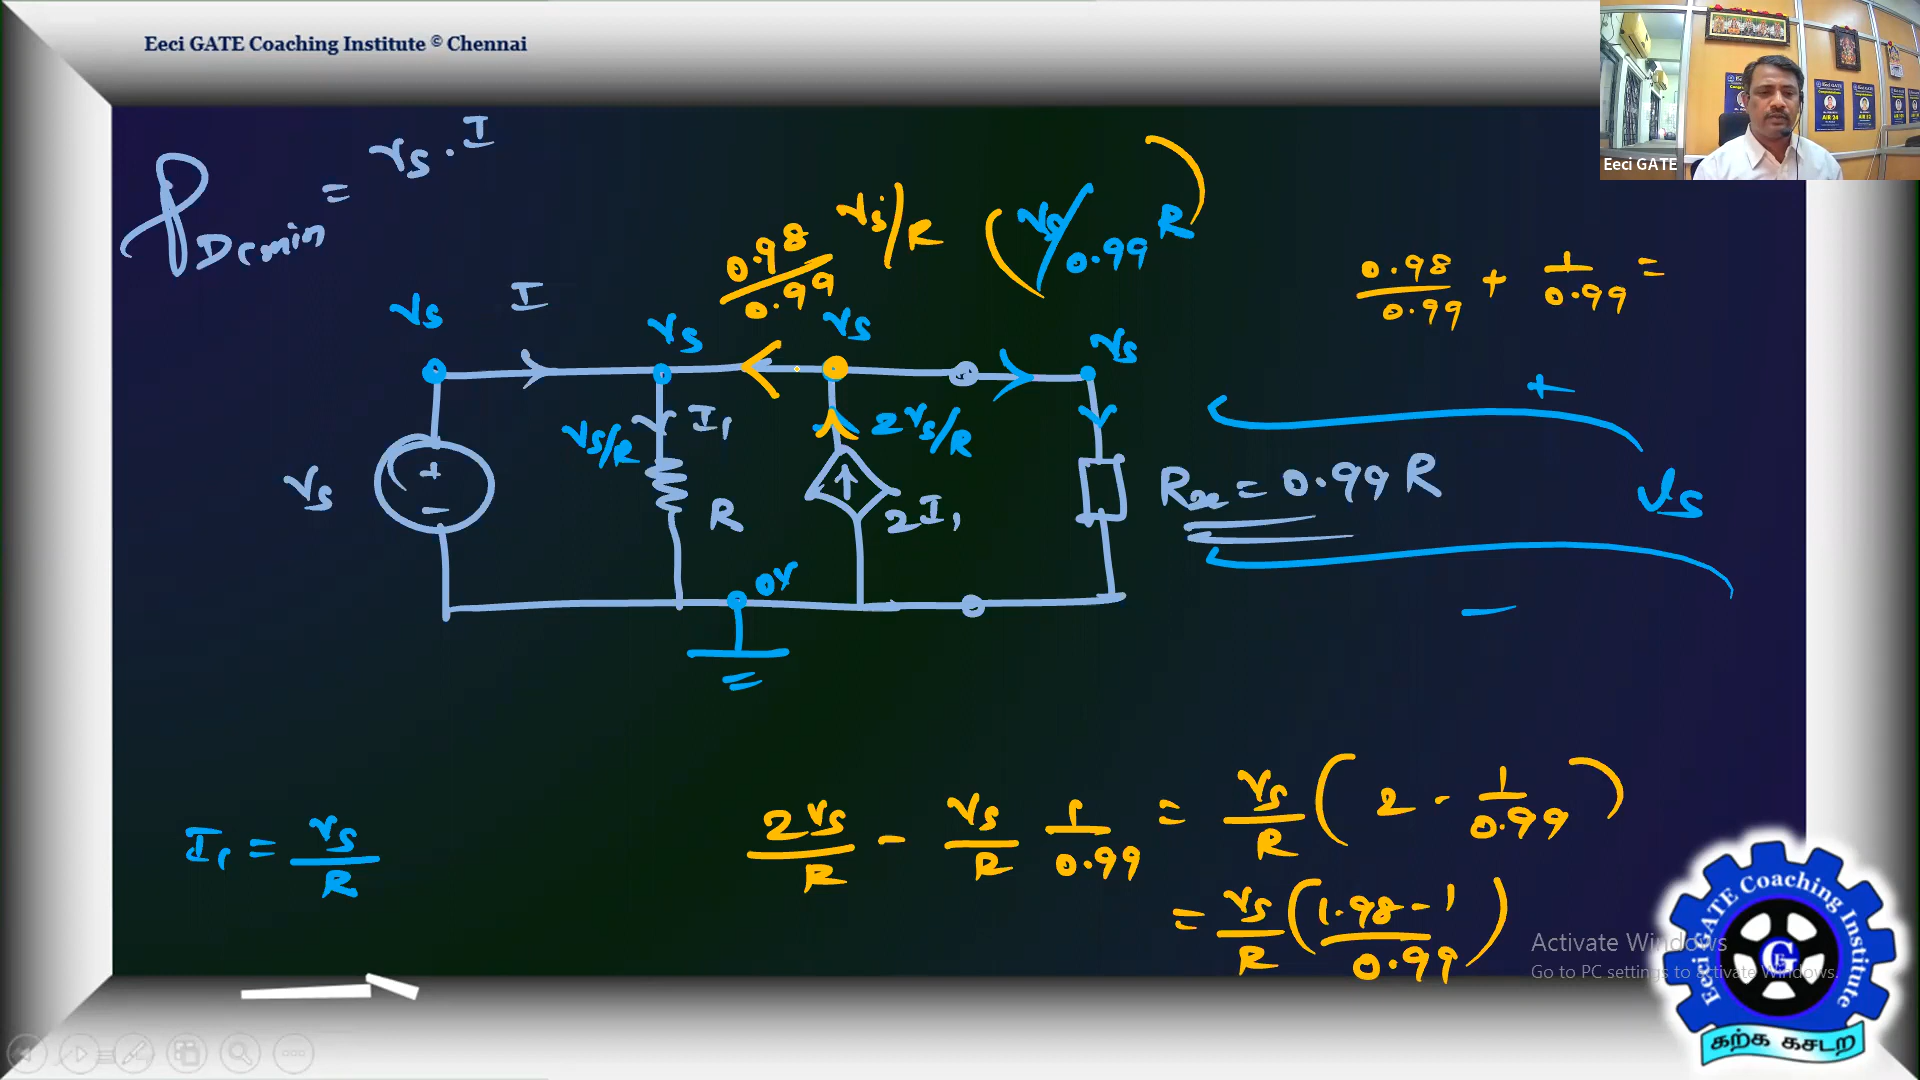 Eeci GATE Coaching Institute © Chennai
Eeci GATE
P_Dcmin = Vs . I
0.98/0.99 Vs/R
(Vs/0.99 R)
0.98/0.99 + 1/0.99 =
Vs
I
Vs
Vs
Vs
Vs/R
I₁
2Vs/R
+
Vs
+
-
R
2I₁
Rx = 0.99 R
Vs
0V
-
I₁ = Vs/R
2Vs/R - Vs/R 1/0.99 = Vs/R (2 - 1/0.99)
= Vs/R (1.98 - 1 / 0.99)
Activate Windows
Go to PC settings to activate Windows.
Eeci GATE Coaching Institute
G
E
கற்க கசடற